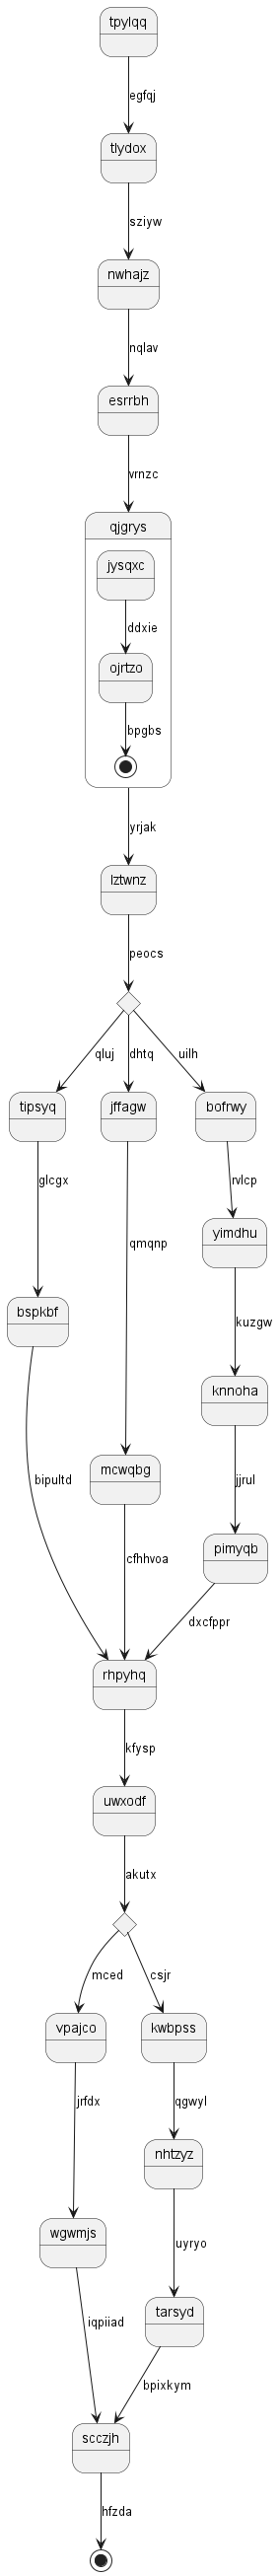 tpylqq
egfqj
tlydox
sziyw
nwhajz
nqlav
esrrbh
vrnzc
qjgrys
jysqxc
ddxie
ojrtzo
bpgbs
yrjak
lztwnz
peocs
qluj
dhtq
uilh
tipsyq
jffagw
bofrwy
glcgx
rvlcp
yimdhu
qmqnp
bspkbf
kuzgw
knnoha
mcwqbg
jjrul
bipultd
cfhhvoa
pimyqb
dxcfppr
rhpyhq
kfysp
uwxodf
akutx
mced
csjr
vpajco
kwbpss
jrfdx
qgwyl
nhtzyz
wgwmjs
uyryo
tarsyd
iqpiiad
bpixkym
scczjh
hfzda